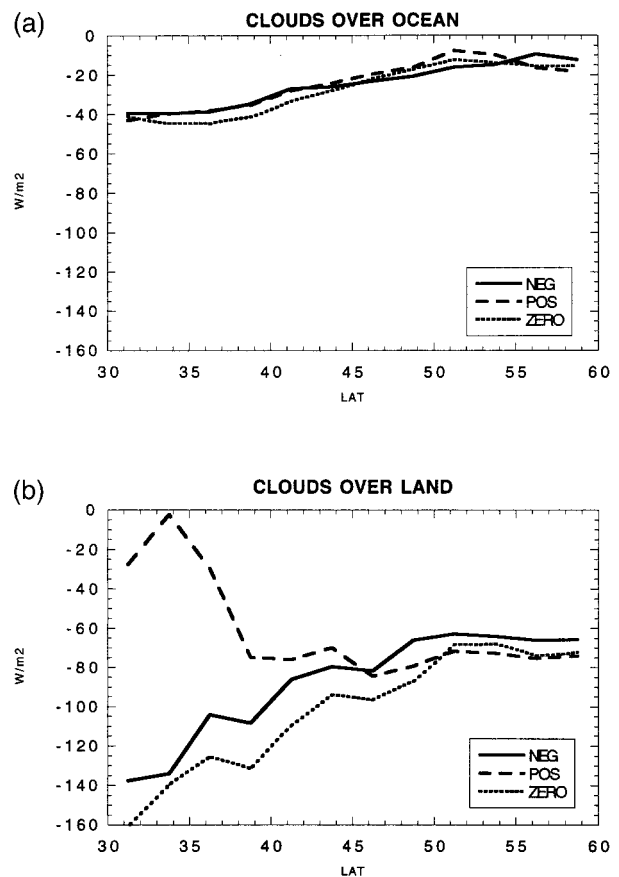 (a)
CLOUDS OVER OCEAN
0
-20
-40
-60
-80
-100
-120
-140
-160
W/m2
NEG
POS
ZERO
30 35 40 45 50 55 60
LAT
(b)
CLOUDS OVER LAND
0
-20
-40
-60
-80
-100
-120
-140
-160
W/m2
NEG
POS
ZERO
30 35 40 45 50 55 60
LAT